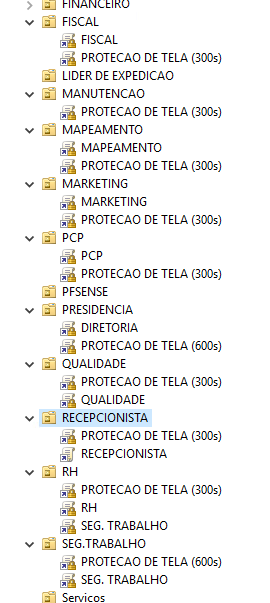 FINANCEIRO
FISCAL
FISCAL
PROTECAO DE TELA (300s)
LIDER DE EXPEDICAO
MANUTENCAO
PROTECAO DE TELA (300s)
MAPEAMENTO
MAPEAMENTO
PROTECAO DE TELA (300s)
MARKETING
MARKETING
PROTECAO DE TELA (300s)
PCP
PCP
PROTECAO DE TELA (300s)
PFSENSE
PRESIDENCIA
DIRETORIA
PROTECAO DE TELA (600s)
QUALIDADE
PROTECAO DE TELA (300s)
QUALIDADE
RECEPCIONISTA
PROTECAO DE TELA (300s)
RECEPCIONISTA
RH
PROTECAO DE TELA (300s)
RH
SEG. TRABALHO
SEG.TRABALHO
PROTECAO DE TELA (600s)
SEG. TRABALHO
Servicos